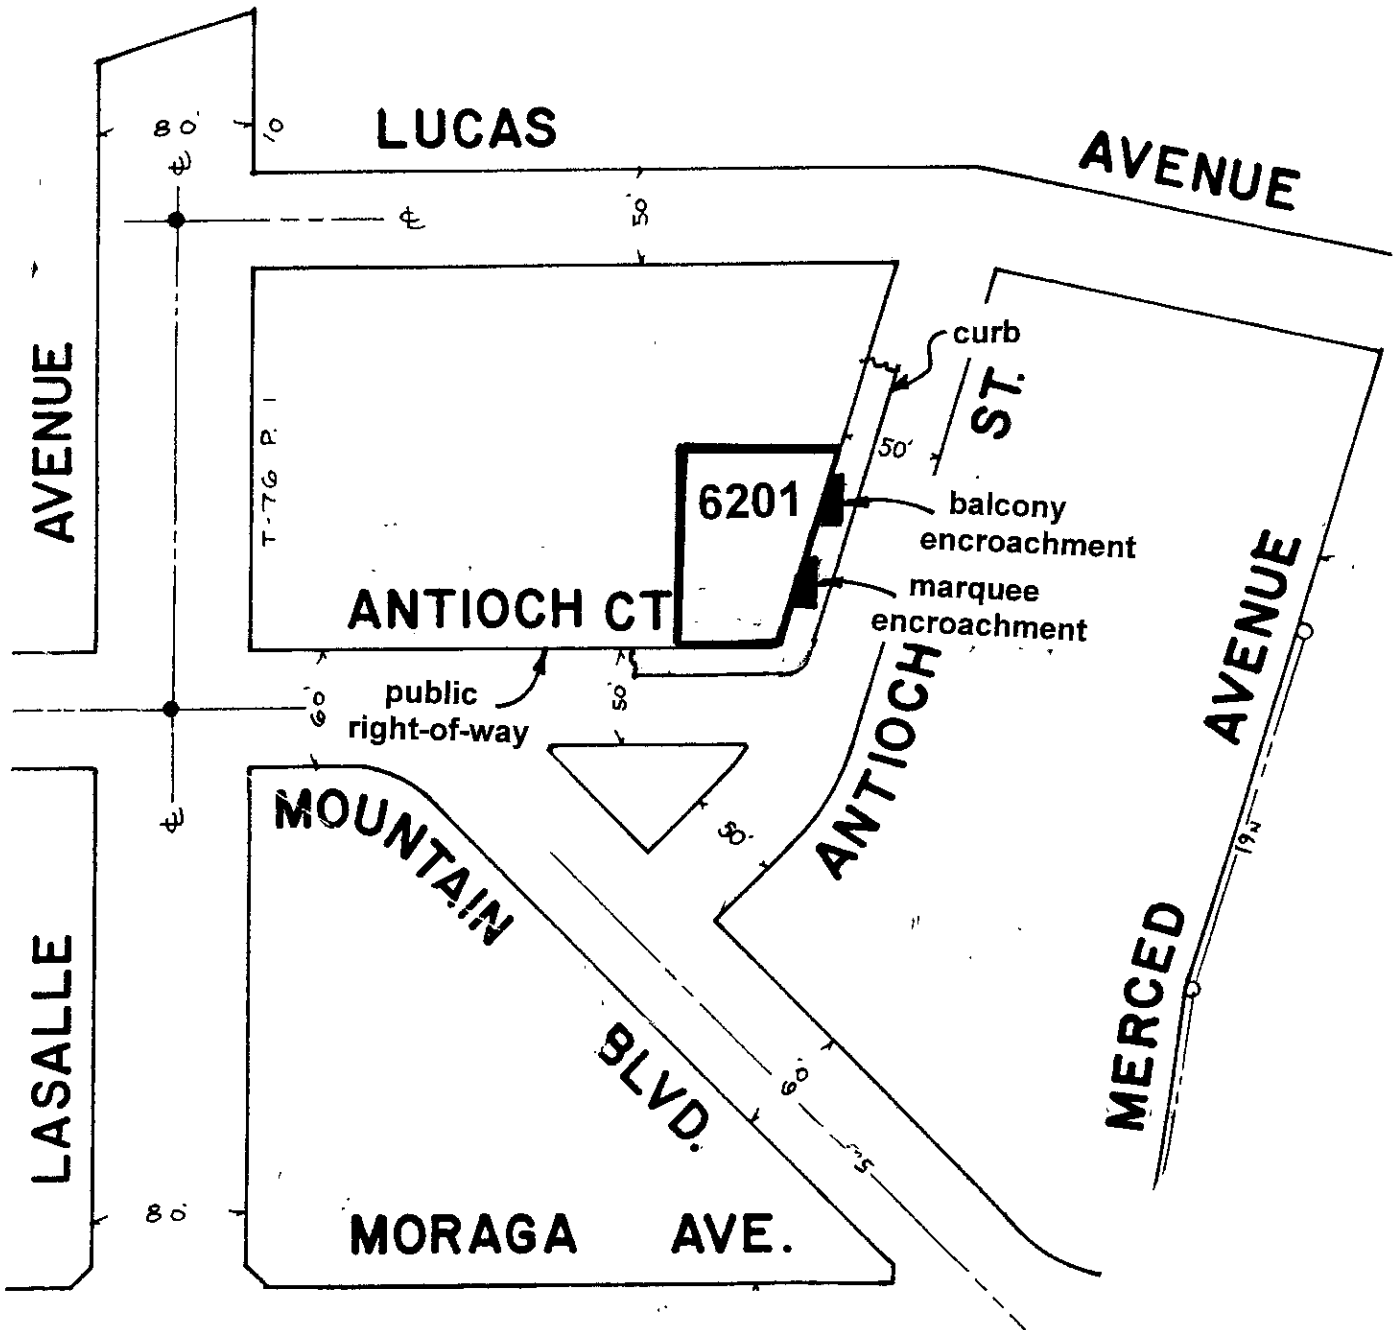 LUCAS
AVENUE
80'
10
℄
℄
50'
curb
ST.
AVENUE
T-76 P. 1
50'
6201
balcony
encroachment
marquee
encroachment
ANTIOCH CT
AVENUE
public
right-of-way
60'
50'
ANTIOCH
MOUNTAIN
℄
50'
LASALLE
MERCED
BLVD.
60'
80'
MORAGA AVE.